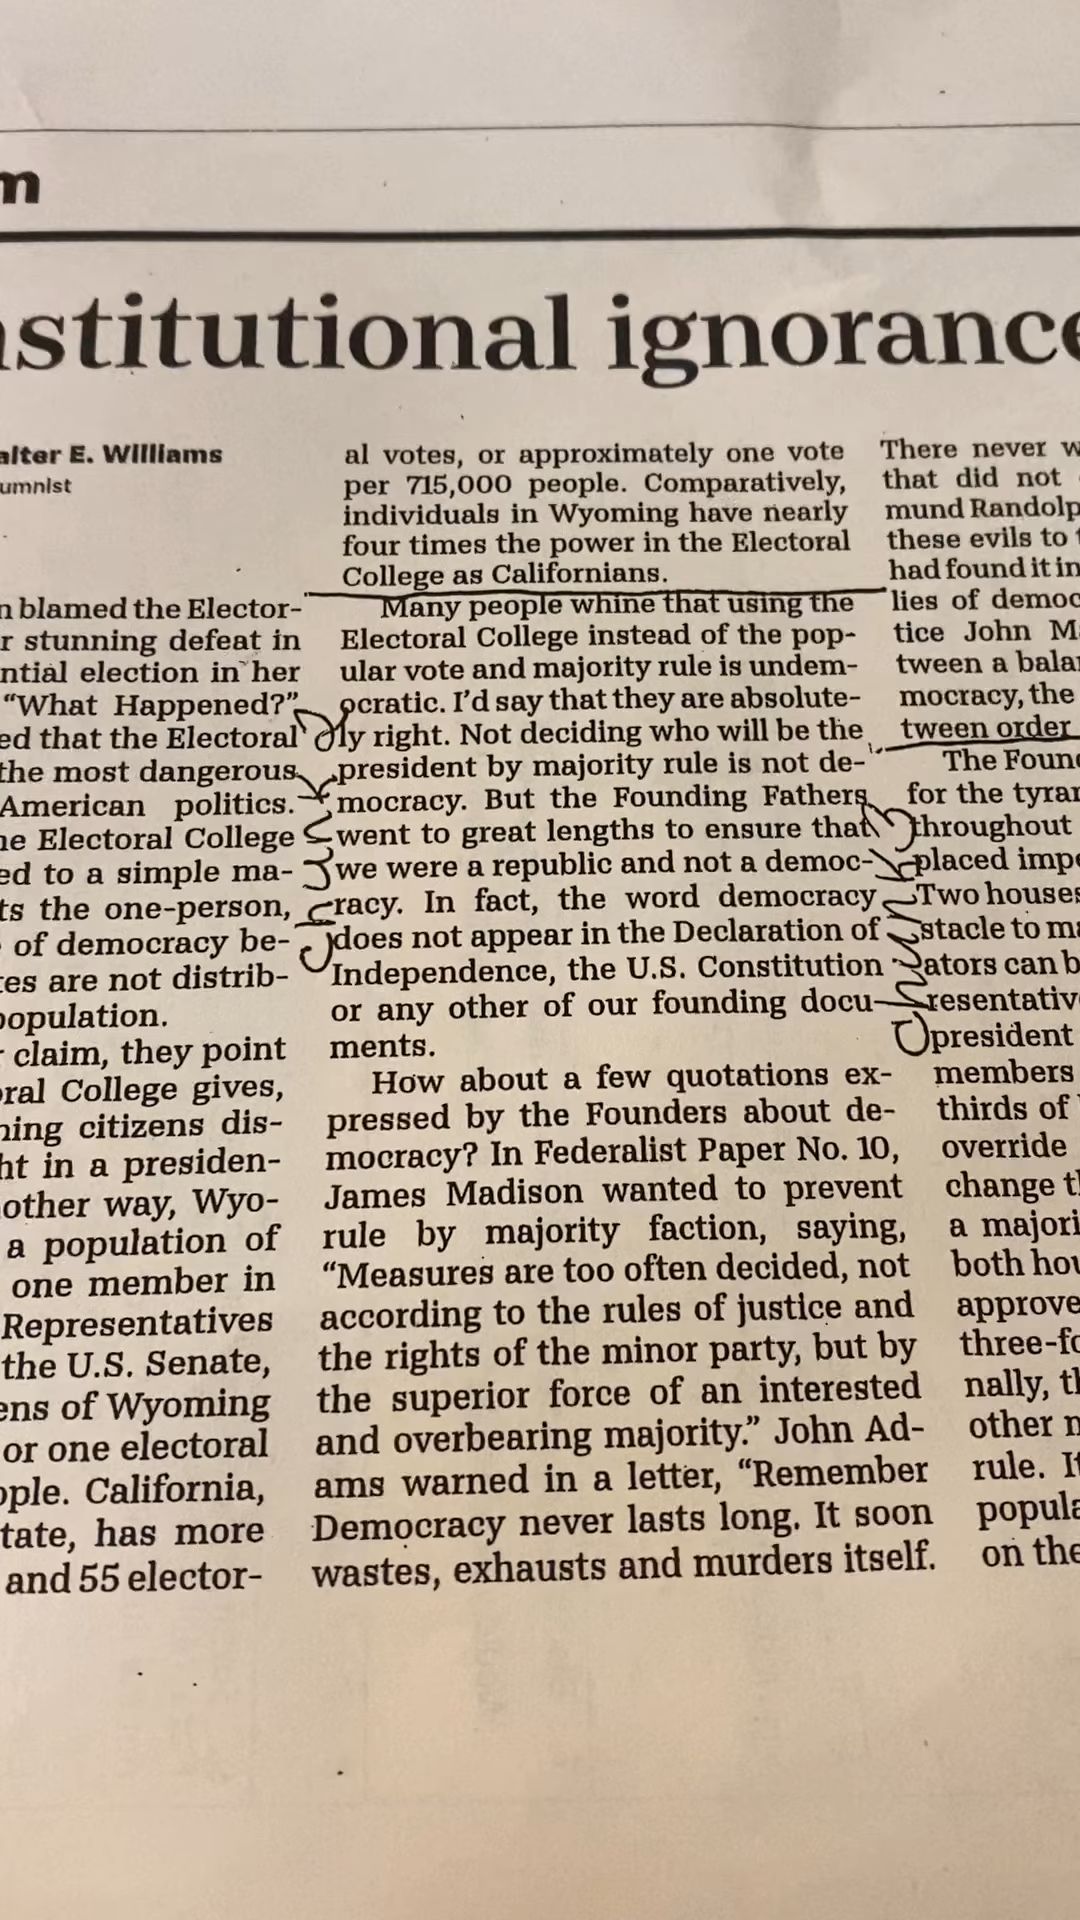 m
nstitutional ignorance
alter E. Williams
umnist
n blamed the Elector-
r stunning defeat in
ntial election in her
"What Happened?"
ed that the Electoral
the most dangerous
American politics.
he Electoral College
ed to a simple ma-
ts the one-person,
of democracy be-
tes are not distrib-
population.
r claim, they point
oral College gives,
ning citizens dis-
ht in a presiden-
other way, Wyo-
a population of
one member in
Representatives
the U.S. Senate,
ens of Wyoming
or one electoral
ople. California,
tate, has more
and 55 elector-
al votes, or approximately one vote
per 715,000 people. Comparatively,
individuals in Wyoming have nearly
four times the power in the Electoral
College as Californians.
Many people whine that using the
Electoral College instead of the pop-
ular vote and majority rule is undem-
ocratic. I'd say that they are absolute-
ly right. Not deciding who will be the
president by majority rule is not de-
mocracy. But the Founding Fathers
went to great lengths to ensure that
we were a republic and not a democ-
racy. In fact, the word democracy
does not appear in the Declaration of
Independence, the U.S. Constitution
or any other of our founding docu-
ments.
How about a few quotations ex-
pressed by the Founders about de-
mocracy? In Federalist Paper No. 10,
James Madison wanted to prevent
rule by majority faction, saying,
"Measures are too often decided, not
according to the rules of justice and
the rights of the minor party, but by
the superior force of an interested
and overbearing majority." John Ad-
ams warned in a letter, "Remember
Democracy never lasts long. It soon
wastes, exhausts and murders itself.
There never w
that did not
mund Randolp
these evils to t
had found it in
lies of democ
tice John Ma
tween a balan
mocracy, the
tween order
The Found
for the tyran
throughout
placed impe
Two houses
stacle to ma
ators can b
resentative
president
members
thirds of
override
change th
a majori
both hou
approve
three-fo
nally, th
other m
rule. It
popula
on the